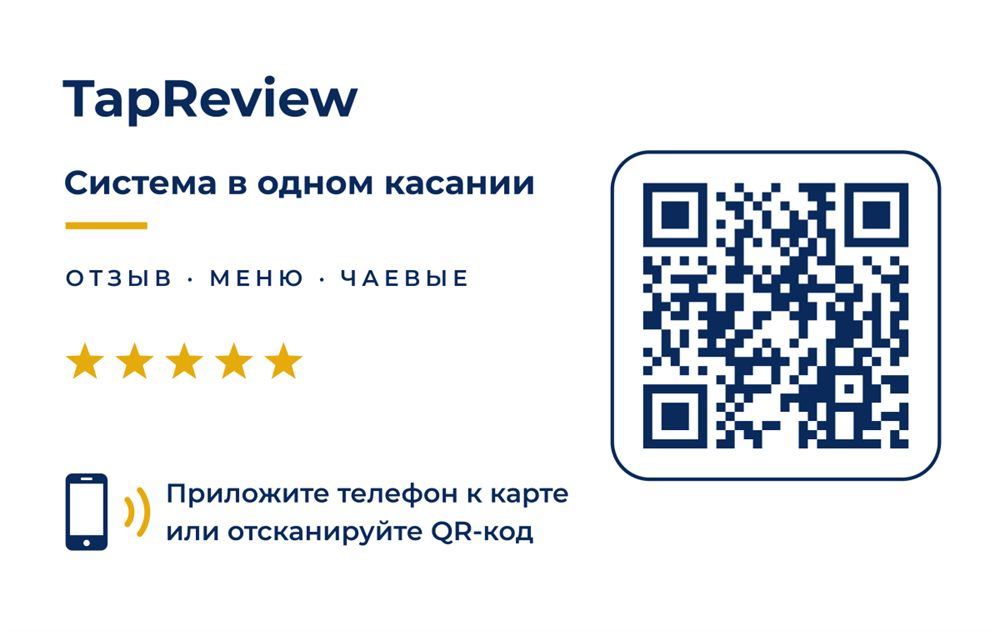 TapReview
Система в одном касании
ОТЗЫВ · МЕНЮ · ЧАЕВЫЕ
Приложите телефон к карте
или отсканируйте QR-код